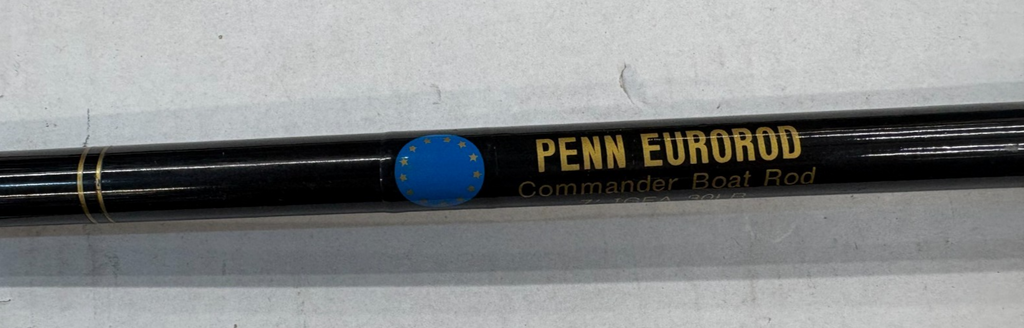 PENN EUROROD
Commander Boat Rod